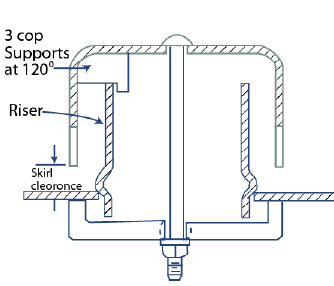 3 cop
Supports
at 120°
Riser
Skirl
cleoronce